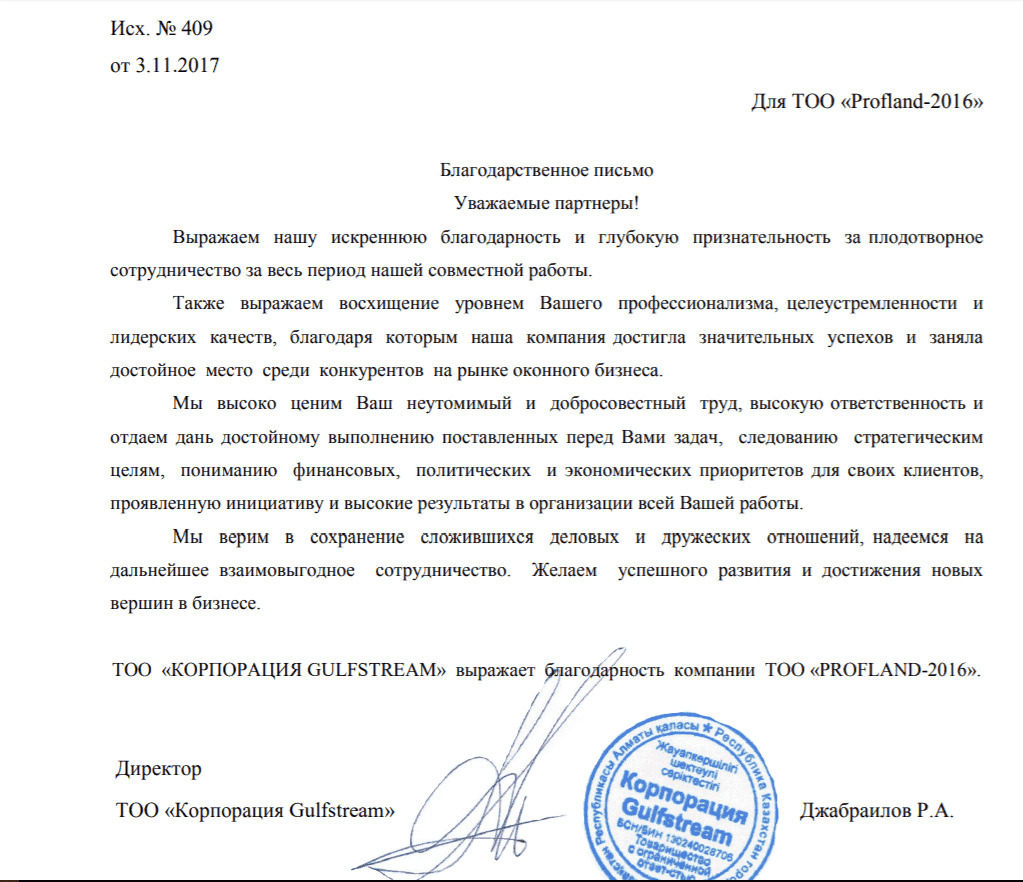 Исх. № 409
от 3.11.2017
Для ТОО «Profland-2016»
Благодарственное письмо
Уважаемые партнеры!
Выражаем нашу искреннюю благодарность и глубокую признательность за плодотворное
сотрудничество за весь период нашей совместной работы.
Также выражаем восхищение уровнем Вашего профессионализма, целеустремленности и
лидерских качеств, благодаря которым наша компания достигла значительных успехов и заняла
достойное место среди конкурентов на рынке оконного бизнеса.
Мы высоко ценим Ваш неутомимый и добросовестный труд, высокую ответственность и
отдаем дань достойному выполнению поставленных перед Вами задач, следованию стратегическим
целям, пониманию финансовых, политических и экономических приоритетов для своих клиентов,
проявленную инициативу и высокие результаты в организации всей Вашей работы.
Мы верим в сохранение сложившихся деловых и дружеских отношений, надеемся на
дальнейшее взаимовыгодное сотрудничество. Желаем успешного развития и достижения новых
вершин в бизнесе.
ТОО «КОРПОРАЦИЯ GULFSTREAM» выражает благодарность компании ТОО «PROFLAND-2016».
Директор
ТОО «Корпорация Gulfstream»
Джабраилов Р.А.
Республикасы Алматы қаласы ★ Республика Казахстан
Жауапкершілігі
шектеулі
серіктестігі
Корпорация
Gulfstream
БСН/БИН 130240028706
Товарищество
с ограниченной
ответ-стью